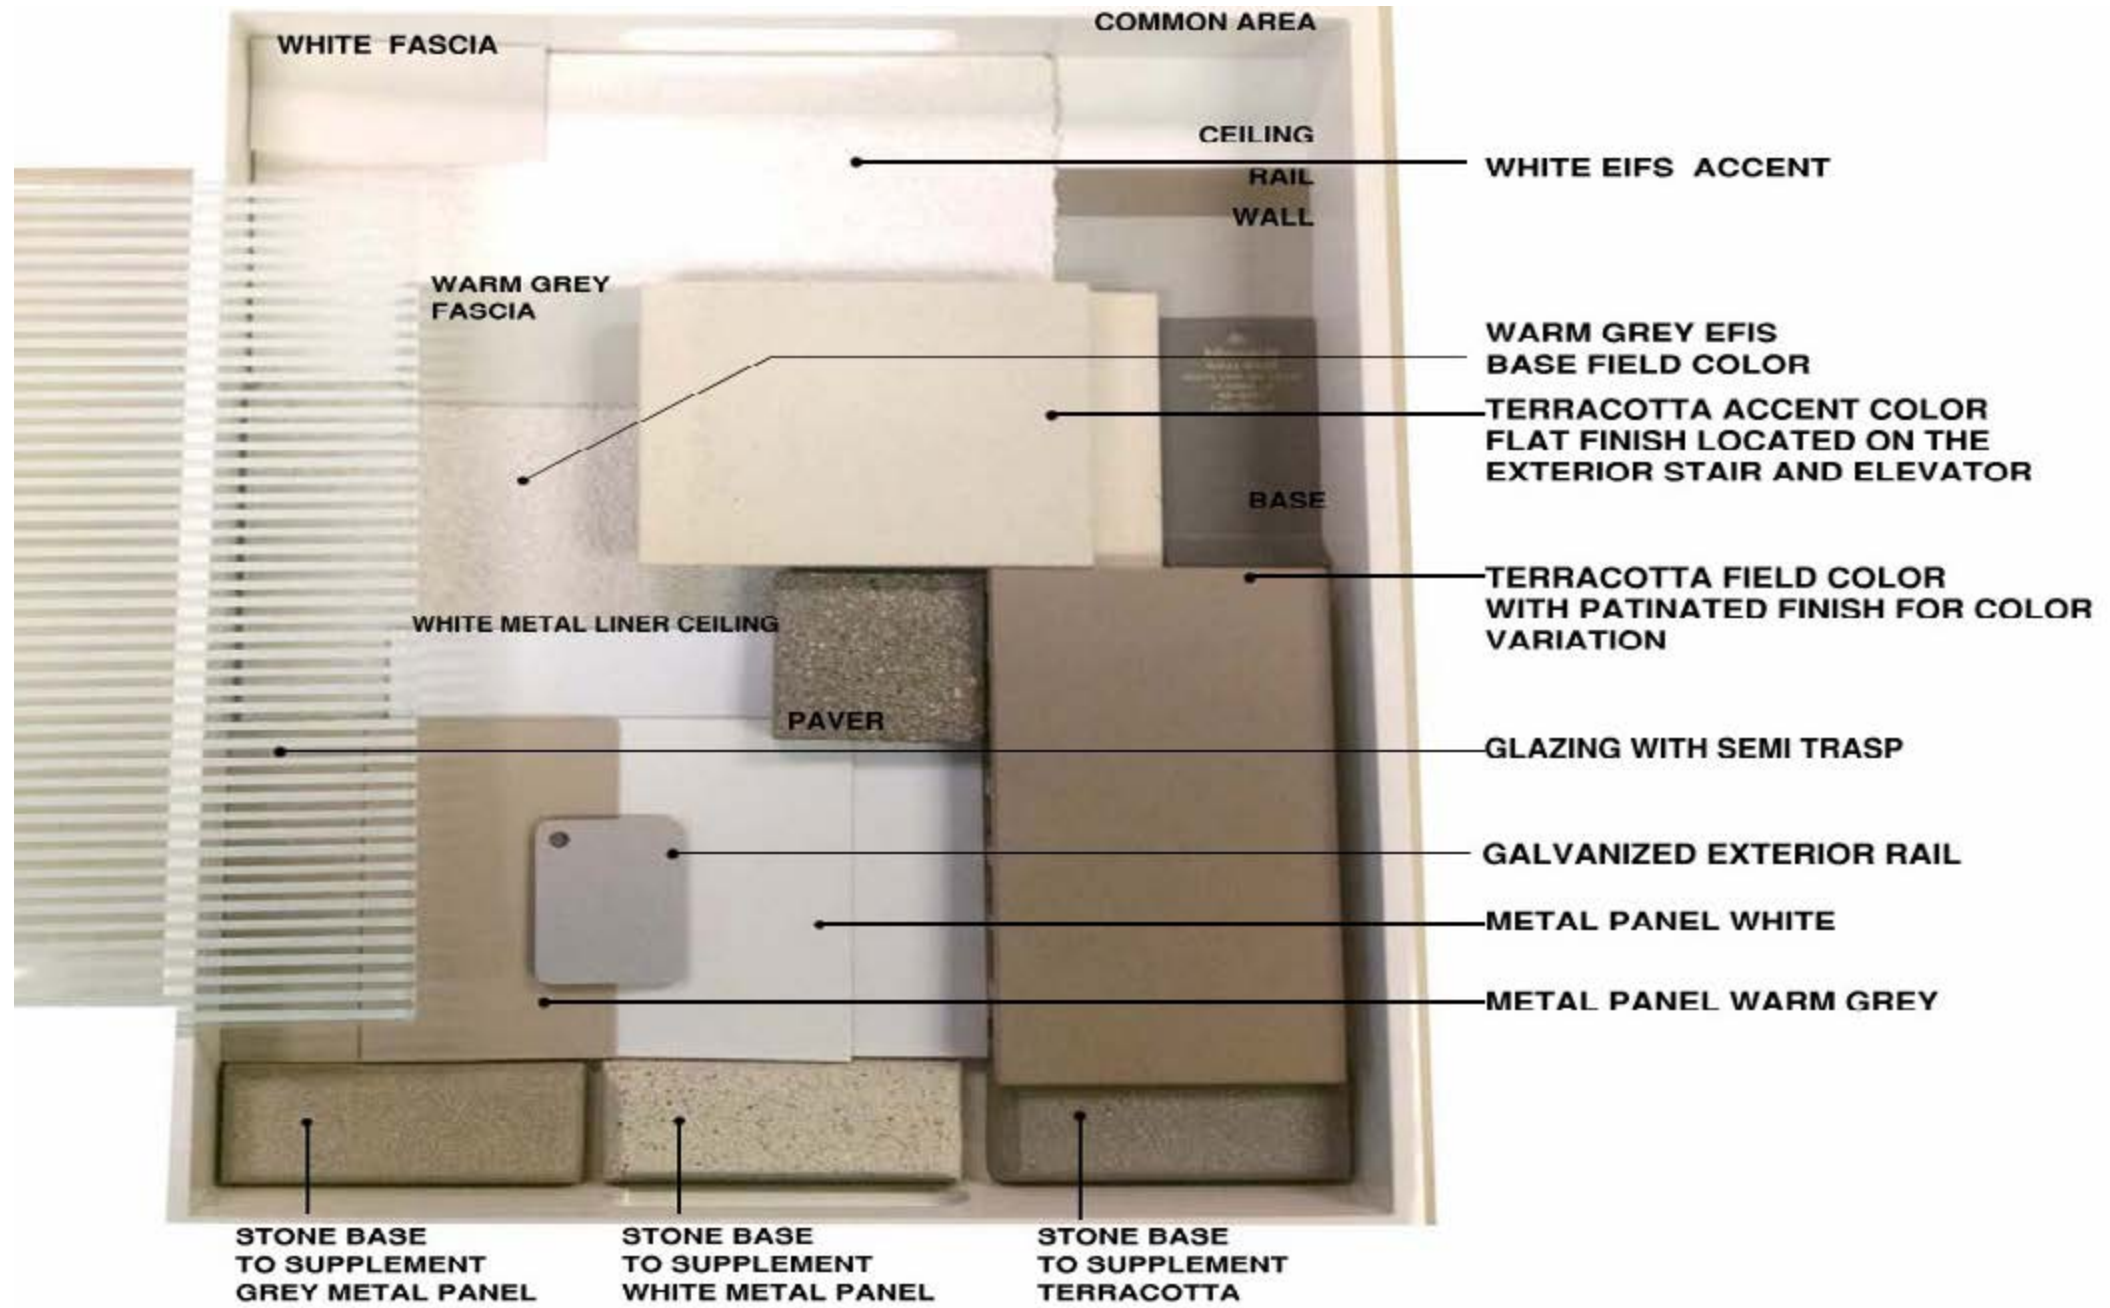 WHITE FASCIA
COMMON AREA
CEILING
RAIL
WALL
WHITE EIFS ACCENT
WARM GREY
FASCIA
WARM GREY EFIS
BASE FIELD COLOR
TERRACOTTA ACCENT COLOR
FLAT FINISH LOCATED ON THE
EXTERIOR STAIR AND ELEVATOR
BASE
TERRACOTTA FIELD COLOR
WITH PATINATED FINISH FOR COLOR
VARIATION
WHITE METAL LINER CEILING
PAVER
GLAZING WITH SEMI TRASP
GALVANIZED EXTERIOR RAIL
METAL PANEL WHITE
METAL PANEL WARM GREY
STONE BASE
TO SUPPLEMENT
GREY METAL PANEL
STONE BASE
TO SUPPLEMENT
WHITE METAL PANEL
STONE BASE
TO SUPPLEMENT
TERRACOTTA